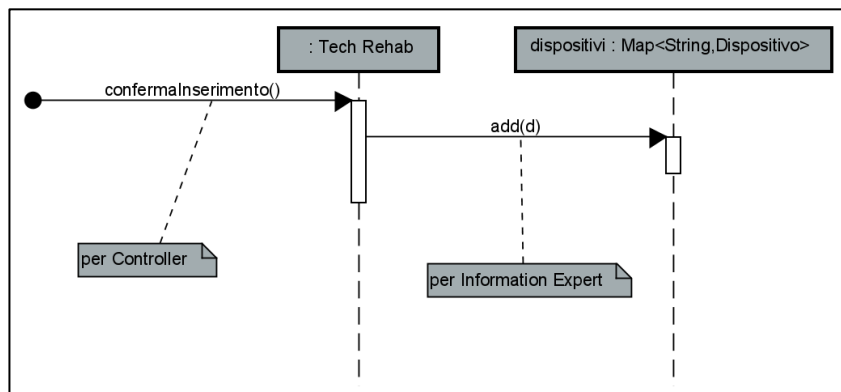 : Tech Rehab
dispositivi : Map<String,Dispositivo>
confermaInserimento()
add(d)
per Controller
per Information Expert